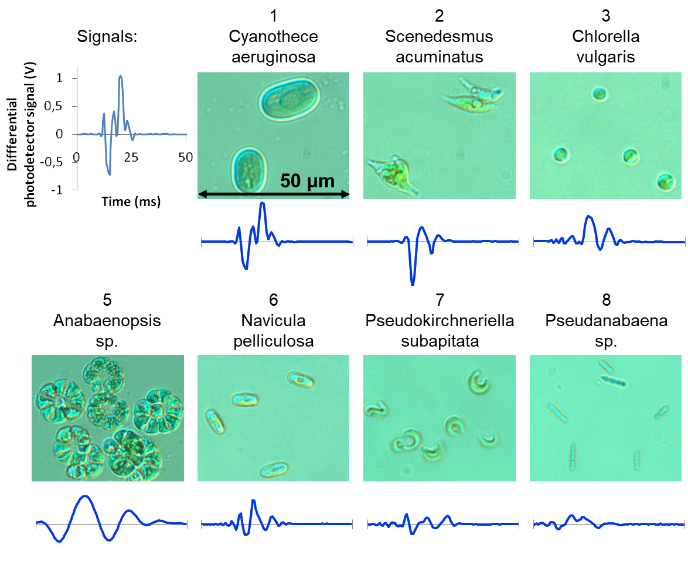 Signals:
Diffferential
photodetector signal (V)
1
0,5
0
-0,5
-1
0
25
50
Time (ms)
1
Cyanothece
aeruginosa
50 µm
2
Scenedesmus
acuminatus
3
Chlorella
vulgaris
5
Anabaenopsis
sp.
6
Navicula
pelliculosa
7
Pseudokirchneriella
subapitata
8
Pseudanabaena
sp.